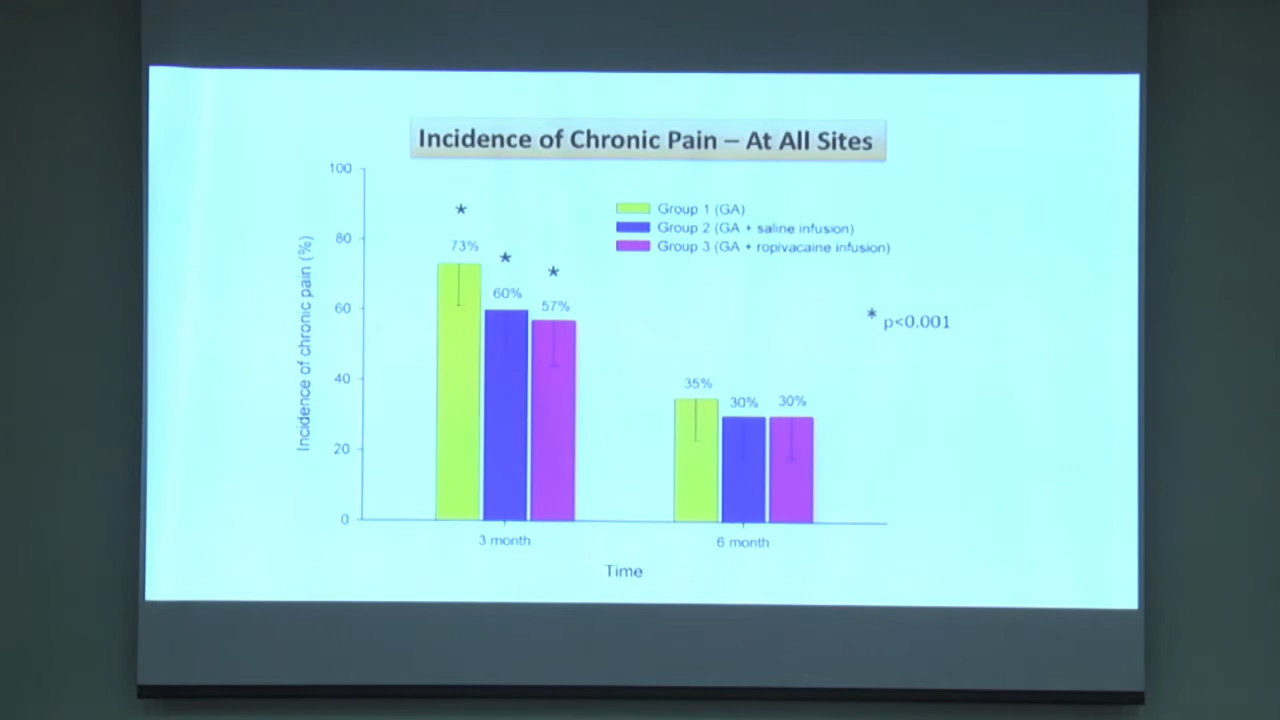 Incidence of Chronic Pain – At All Sites
100
80
60
40
20
0
Incidence of chronic pain (%)
Group 1 (GA)
Group 2 (GA + saline infusion)
Group 3 (GA + ropivacaine infusion)
* p<0.001
*
73%
*
60%
*
57%
35%
30%
30%
3 month
6 month
Time